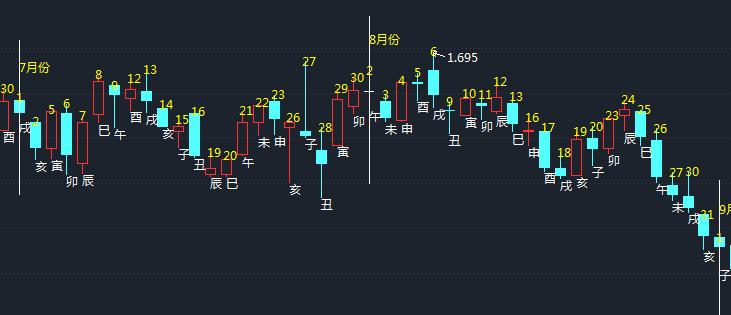 7月份
8月份
9月
1.695
30 1 2 5 6 7 8 9 12 13 14 15 16 19 20 21 22 23 26 27 28 29 30 2 3 4 5 6 9 10 11 12 13 16 17 18 19 20 23 24 25 26 27 30 31 1
酉 戌 亥 寅 卯 辰 巳 午 酉 戌 亥 子 丑 辰 巳 午 未 申 亥 子 丑 寅 卯 午 未 申 酉 戌 丑 寅 卯 辰 巳 申 酉 戌 亥 子 卯 辰 巳 午 未 戌 亥 子